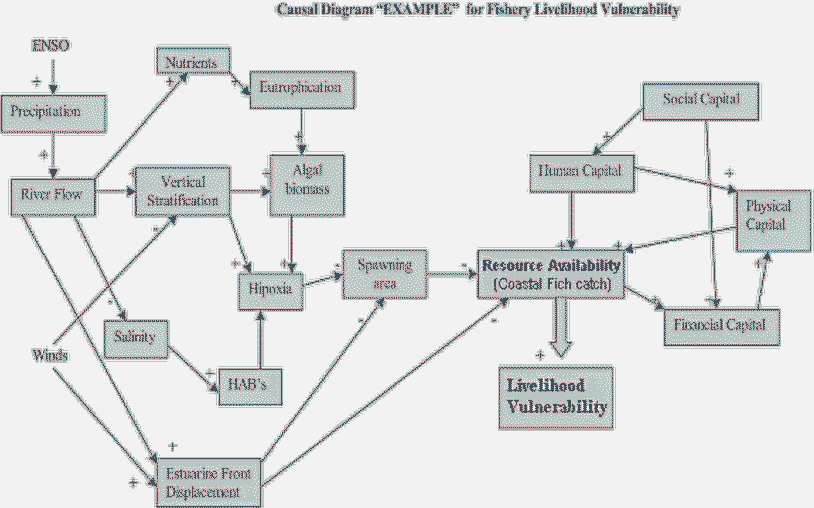 Causal Diagram “EXAMPLE” for Fishery Livelihood Vulnerability
ENSO
Nutrients
Eutrophication
Precipitation
Social Capital
River Flow
Vertical
Stratification
Algal
biomass
Human Capital
Physical
Capital
Hipoxia
Spawning
area
Resource Availability
(Coastal Fich catch)
Salinity
Financial Capital
Winds
HAB's
Livelihood
Vulnerability
Estuarine Front
Displacement